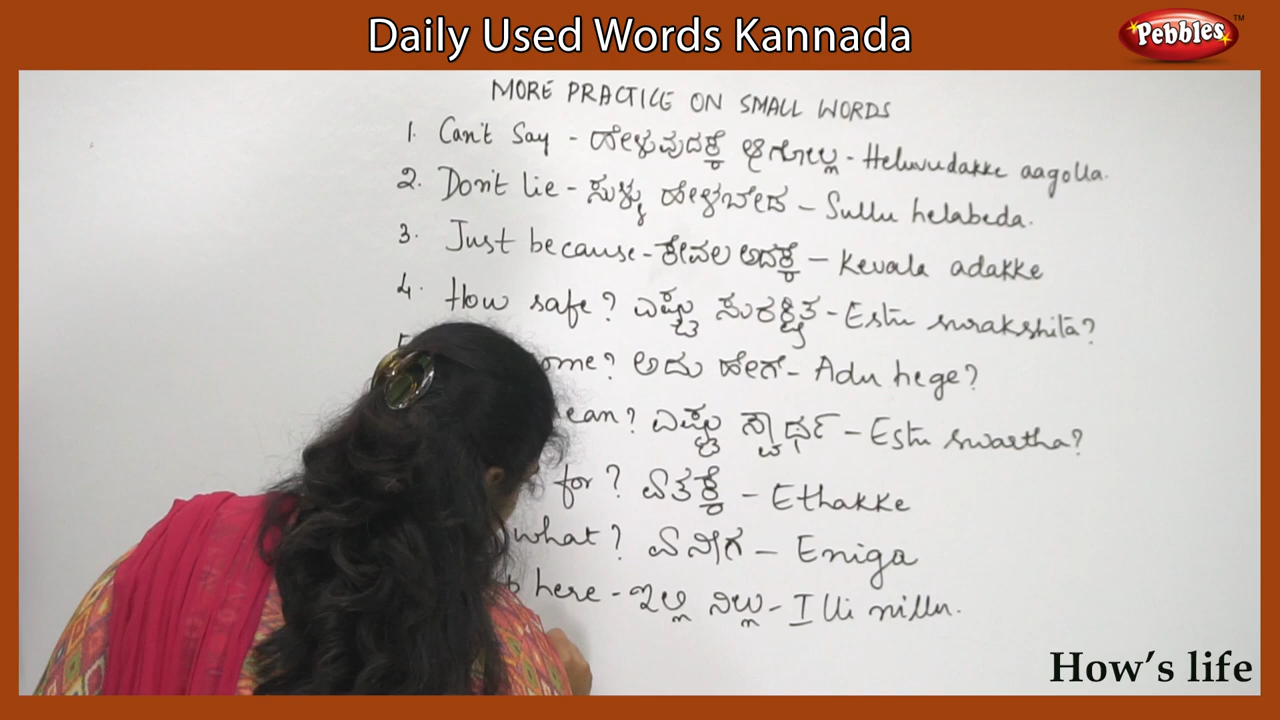 Daily Used Words Kannada
Pebbles™
MORE PRACTICE ON SMALL WORDS
1. Can't Say - ಹೇಳುವುದಕ್ಕೆ ಆಗೋಲ್ಲ - Heluvudakke aagolla.
2. Don't lie - ಸುಳ್ಳು ಹೇಳಬೇಡ - Sullu helabeda.
3. Just because - ಕೇವಲ ಅದಕ್ಕೆ - Kevala adakke
4. How safe? ಎಷ್ಟು ಸುರಕ್ಷಿತ - Estu surakshita?
ome? ಅದು ಹೇಗೆ - Adu hege?
ean? ಎಷ್ಟು ಸ್ವಾರ್ಥ - Estu swartha?
for? ಏತಕ್ಕೆ - Ethakke
what? ಏನೀಗ - Eniga
here - ಇಲ್ಲಿ ನಿಲ್ಲು - Illi nillu.
How's life